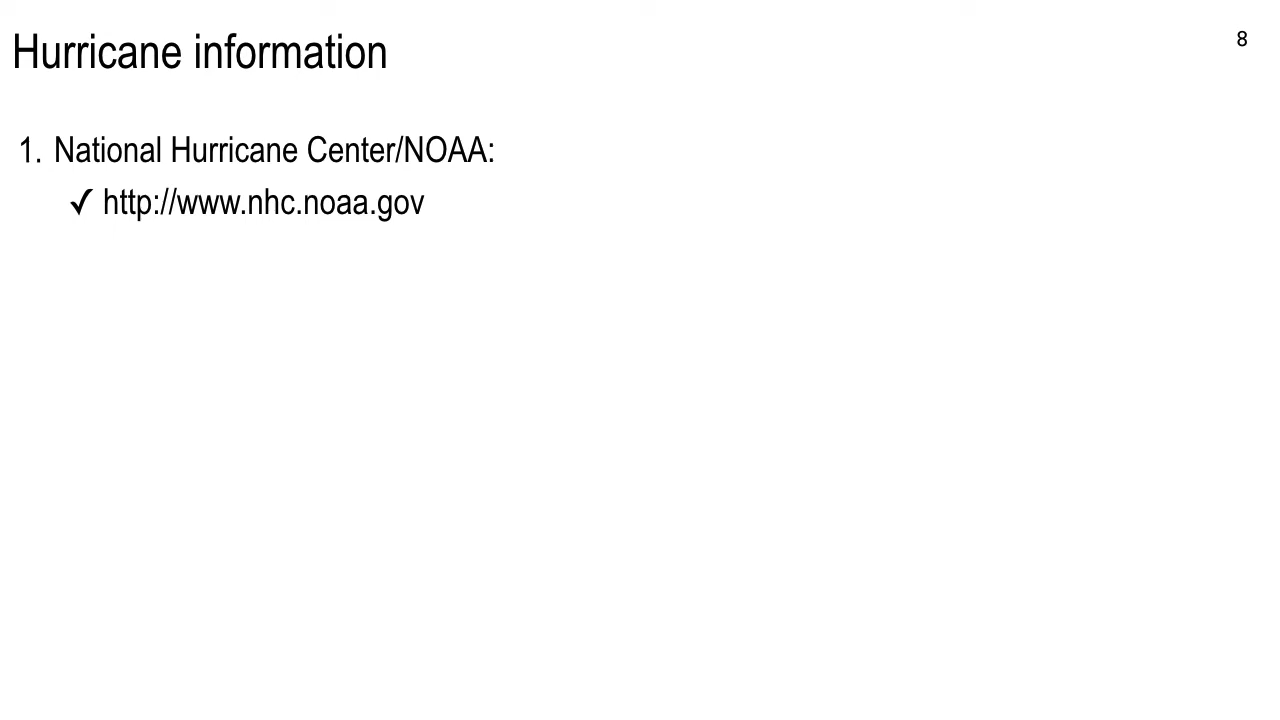 Hurricane information
8
1. National Hurricane Center/NOAA:
✓ http://www.nhc.noaa.gov